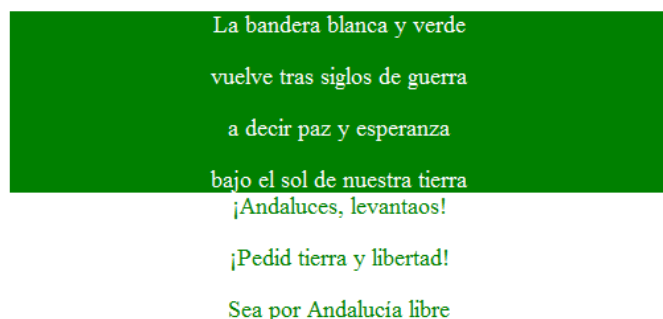 La bandera blanca y verde
vuelve tras siglos de guerra
a decir paz y esperanza
bajo el sol de nuestra tierra
¡Andaluces, levantaos!
¡Pedid tierra y libertad!
Sea por Andalucía libre